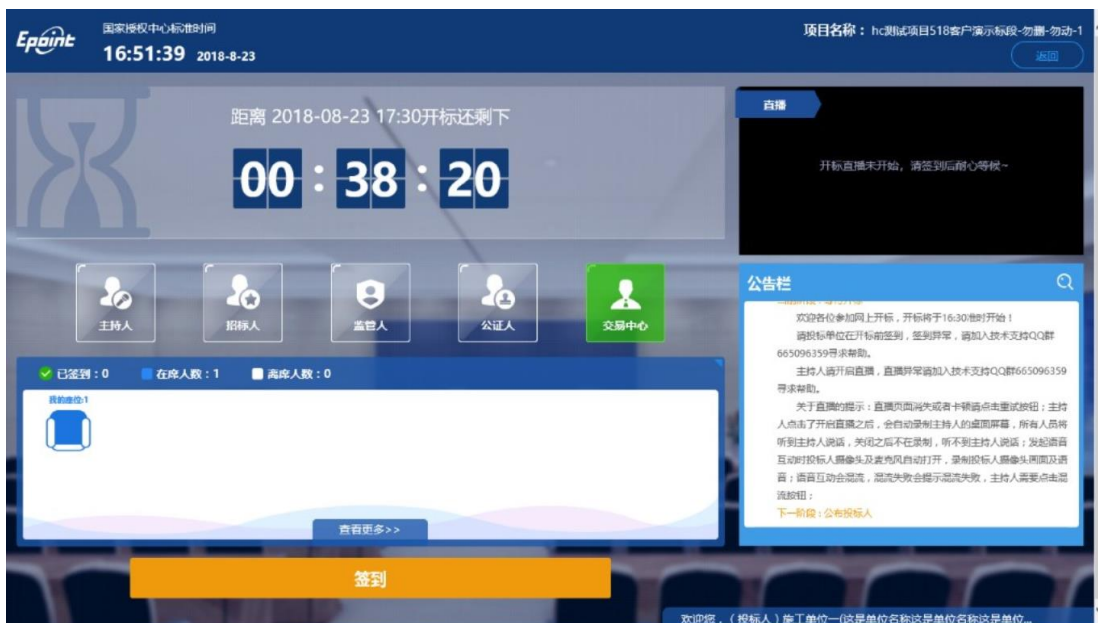 Epoint
国家授权中心标准时间
16:51:39 2018-8-23
项目名称：hc测试项目518客户演示标段-勿删-勿动-1
返回
距离 2018-08-23 17:30开标还剩下
00 : 38 : 20
直播
开标直播未开始，请签到后耐心等候~
主持人
招标人
监管人
公证人
交易中心
公告栏
欢迎各位参加网上开标，开标将于16:30准时开始！
请投标单位在开标前签到，签到异常，请加入技术支持QQ群
665096359寻求帮助。
主持人请开启直播，直播异常请加入技术支持QQ群665096359
寻求帮助。
关于直播的提示：直播页面消失或者卡顿请点击重试按钮；主持
人点击了开启直播之后，会自动录制主持人的桌面屏幕，所有人员将
听到主持人说话，关闭之后不在录制，听不到主持人说话；发起语音
互动时投标人摄像头及麦克风自动打开，录制投标人摄像头画面及语
音；语音互动会混流，混流失败会提示混流失败，主持人需要点击混
流按钮；
下一阶段：公布投标人
已签到：0 在席人数：1 离席人数：0
我的座位:1
查看更多>>
签到
欢迎您，（投标人）施工单位一(这是单位名称这是单位名称这是单位...